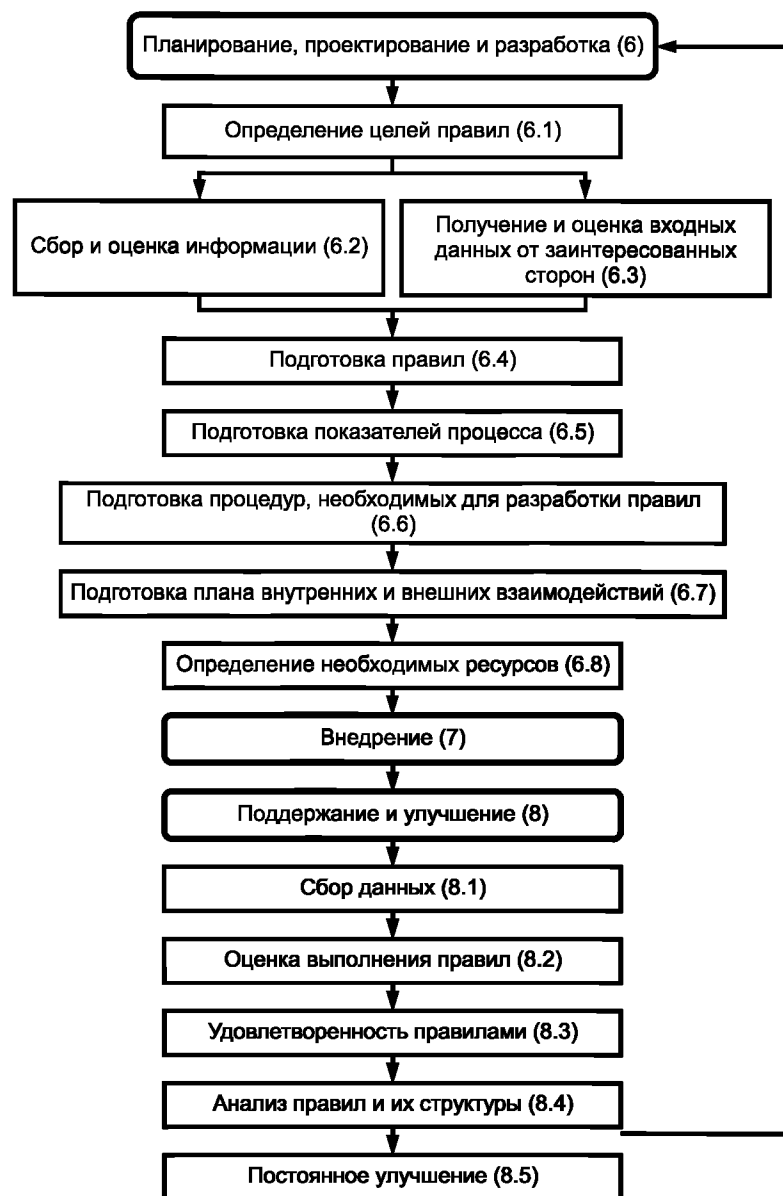 Планирование, проектирование и разработка (6)
Определение целей правил (6.1)
Сбор и оценка информации (6.2)
Получение и оценка входных
данных от заинтересованных
сторон (6.3)
Подготовка правил (6.4)
Подготовка показателей процесса (6.5)
Подготовка процедур, необходимых для разработки правил
(6.6)
Подготовка плана внутренних и внешних взаимодействий (6.7)
Определение необходимых ресурсов (6.8)
Внедрение (7)
Поддержание и улучшение (8)
Сбор данных (8.1)
Оценка выполнения правил (8.2)
Удовлетворенность правилами (8.3)
Анализ правил и их структуры (8.4)
Постоянное улучшение (8.5)